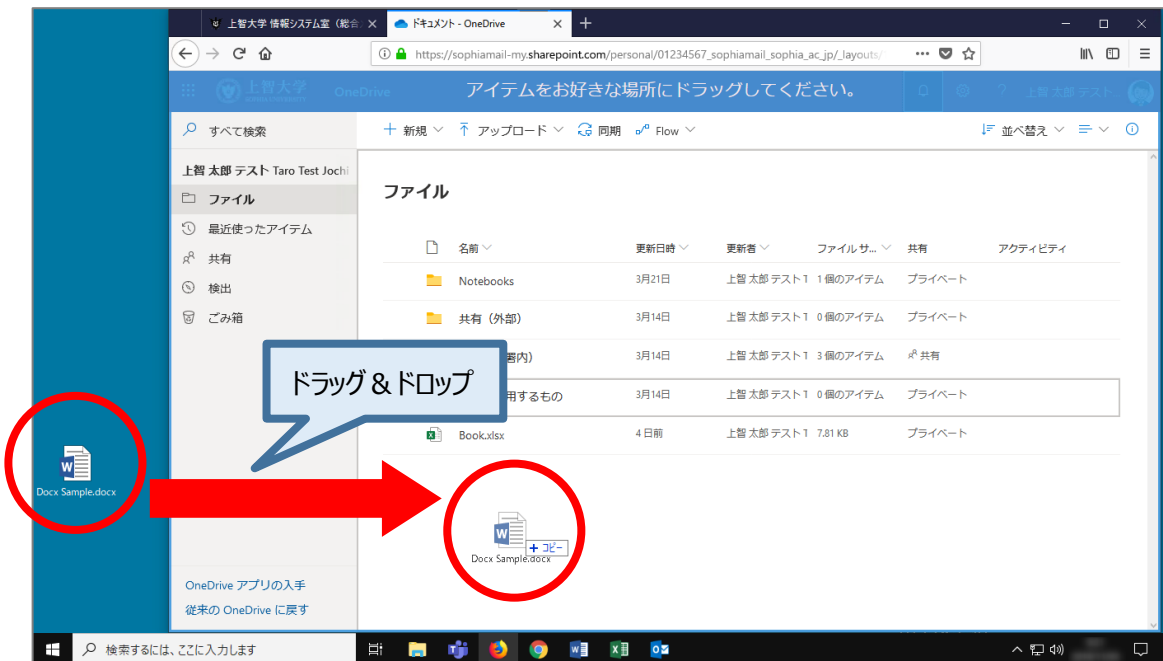 上智大学 情報システム室（総合
ドキュメント - OneDrive
https://sophiamail-my.sharepoint.com/personal/01234567_sophiamail_sophia_ac_jp/_layouts/
上智大学
SOPHIA UNIVERSITY
OneDrive
アイテムをお好きな場所にドラッグしてください。
?
上智 太郎 テスト
すべて検索
新規
アップロード
同期
Flow
並べ替え
上智 太郎 テスト Taro Test Jochi
ファイル
最近使ったアイテム
共有
検出
ごみ箱
OneDrive アプリの入手
従来の OneDrive に戻す
ファイル
名前 更新日時 更新者 ファイル サ... 共有 アクティビティ
Notebooks 3月21日 上智 太郎 テスト T 1 個のアイテム プライベート
共有（外部） 3月14日 上智 太郎 テスト T 0 個のアイテム プライベート
署内） 3月14日 上智 太郎 テスト T 3 個のアイテム 共有
用するもの 3月14日 上智 太郎 テスト T 0 個のアイテム プライベート
Book.xlsx 4 日前 上智 太郎 テスト T 7.81 KB プライベート
ドラッグ＆ドロップ
Docx Sample.docx
+ コピー
Docx Sample.docx
検索するには、ここに入力します